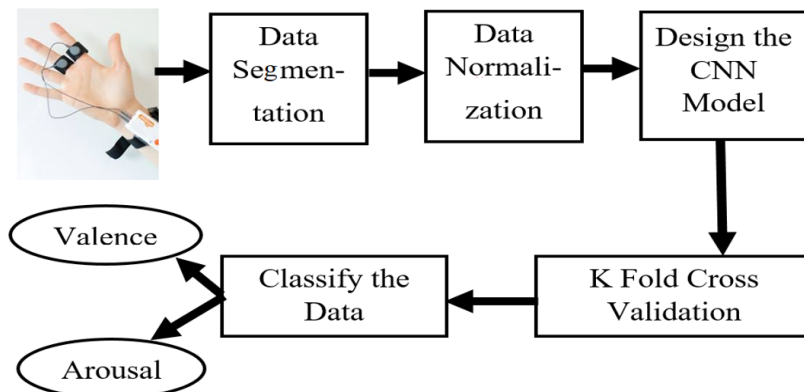 Data
Segmen-
tation
Data
Normali-
zation
Design the
CNN
Model
K Fold Cross
Validation
Classify the
Data
Valence
Arousal